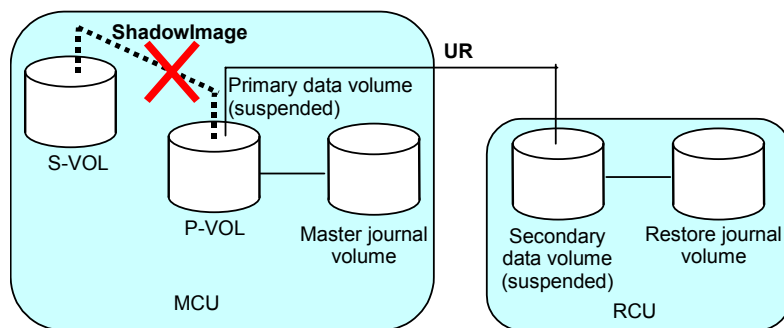 ShadowImage
UR
Primary data volume
(suspended)
S-VOL
P-VOL
Master journal
volume
Secondary
data volume
(suspended)
Restore journal
volume
MCU
RCU